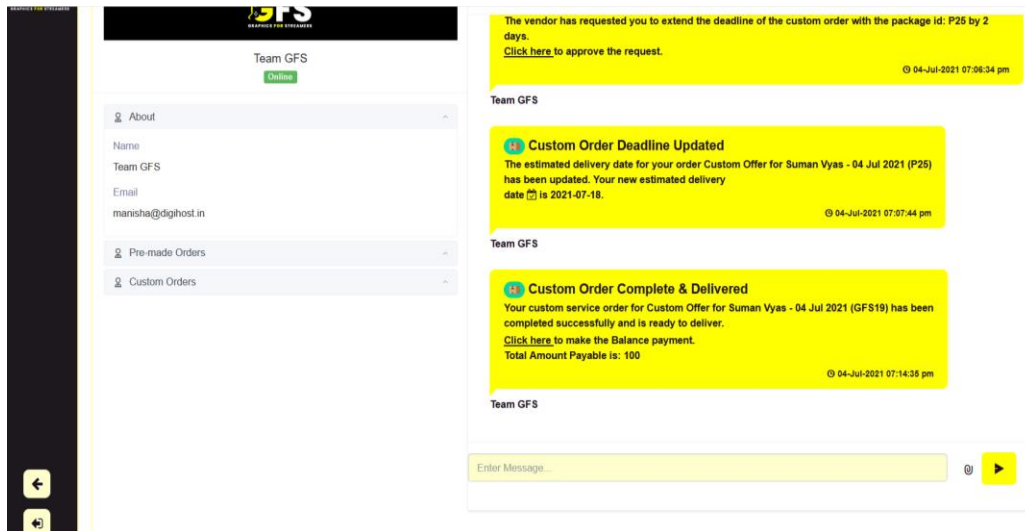 GRAPHICS FOR STREAMERS
GFS
GRAPHICS FOR STREAMERS
Team GFS
Online
About
Name
Team GFS
Email
manisha@digihost.in
Pre-made Orders
Custom Orders
The vendor has requested you to extend the deadline of the custom order with the package id: P25 by 2
days.
Click here to approve the request.
04-Jul-2021 07:06:34 pm
Team GFS
Custom Order Deadline Updated
The estimated delivery date for your order Custom Offer for Suman Vyas - 04 Jul 2021 (P25)
has been updated. Your new estimated delivery
date is 2021-07-18.
04-Jul-2021 07:07:44 pm
Team GFS
Custom Order Complete & Delivered
Your custom service order for Custom Offer for Suman Vyas - 04 Jul 2021 (GFS19) has been
completed successfully and is ready to deliver.
Click here to make the Balance payment.
Total Amount Payable is: 100
04-Jul-2021 07:14:35 pm
Team GFS
Enter Message...